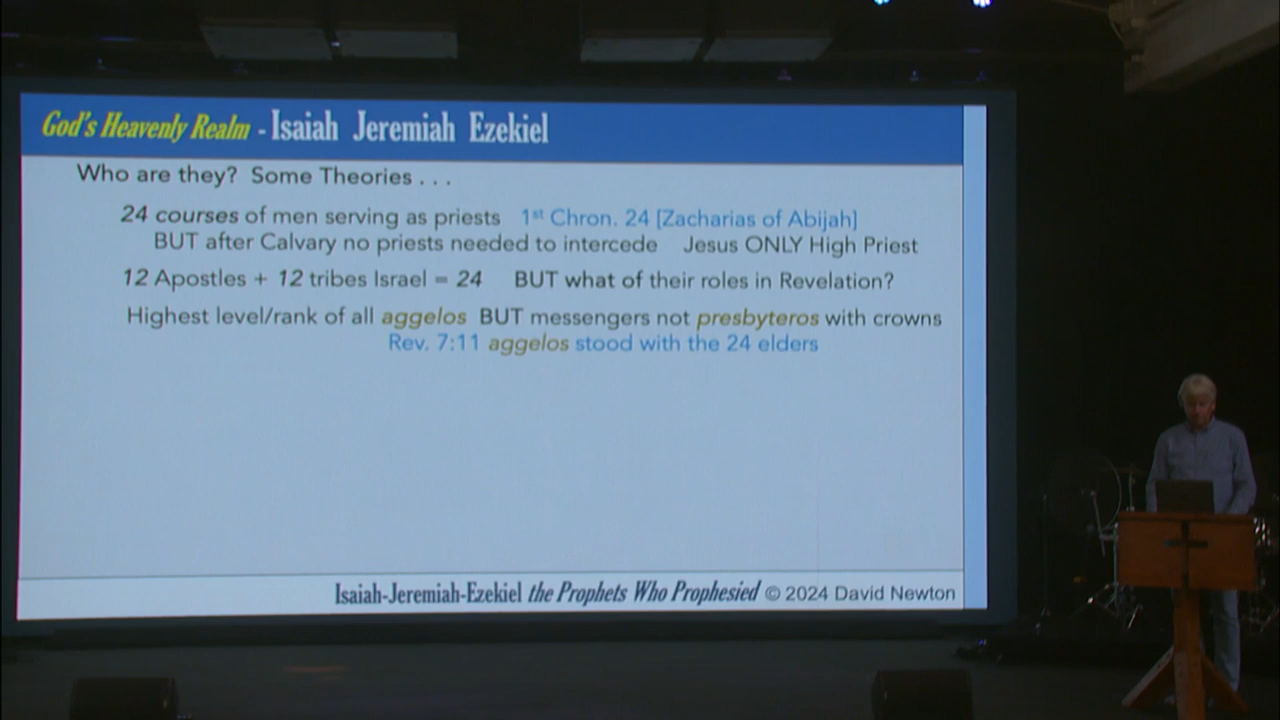 God's Heavenly Realm - Isaiah Jeremiah Ezekiel
Who are they? Some Theories . . .
24 courses of men serving as priests 1st Chron. 24 [Zacharias of Abijah]
BUT after Calvary no priests needed to intercede Jesus ONLY High Priest
12 Apostles + 12 tribes Israel = 24 BUT what of their roles in Revelation?
Highest level/rank of all aggelos BUT messengers not presbyteros with crowns
Rev. 7:11 aggelos stood with the 24 elders
Isaiah-Jeremiah-Ezekiel the Prophets Who Prophesied © 2024 David Newton